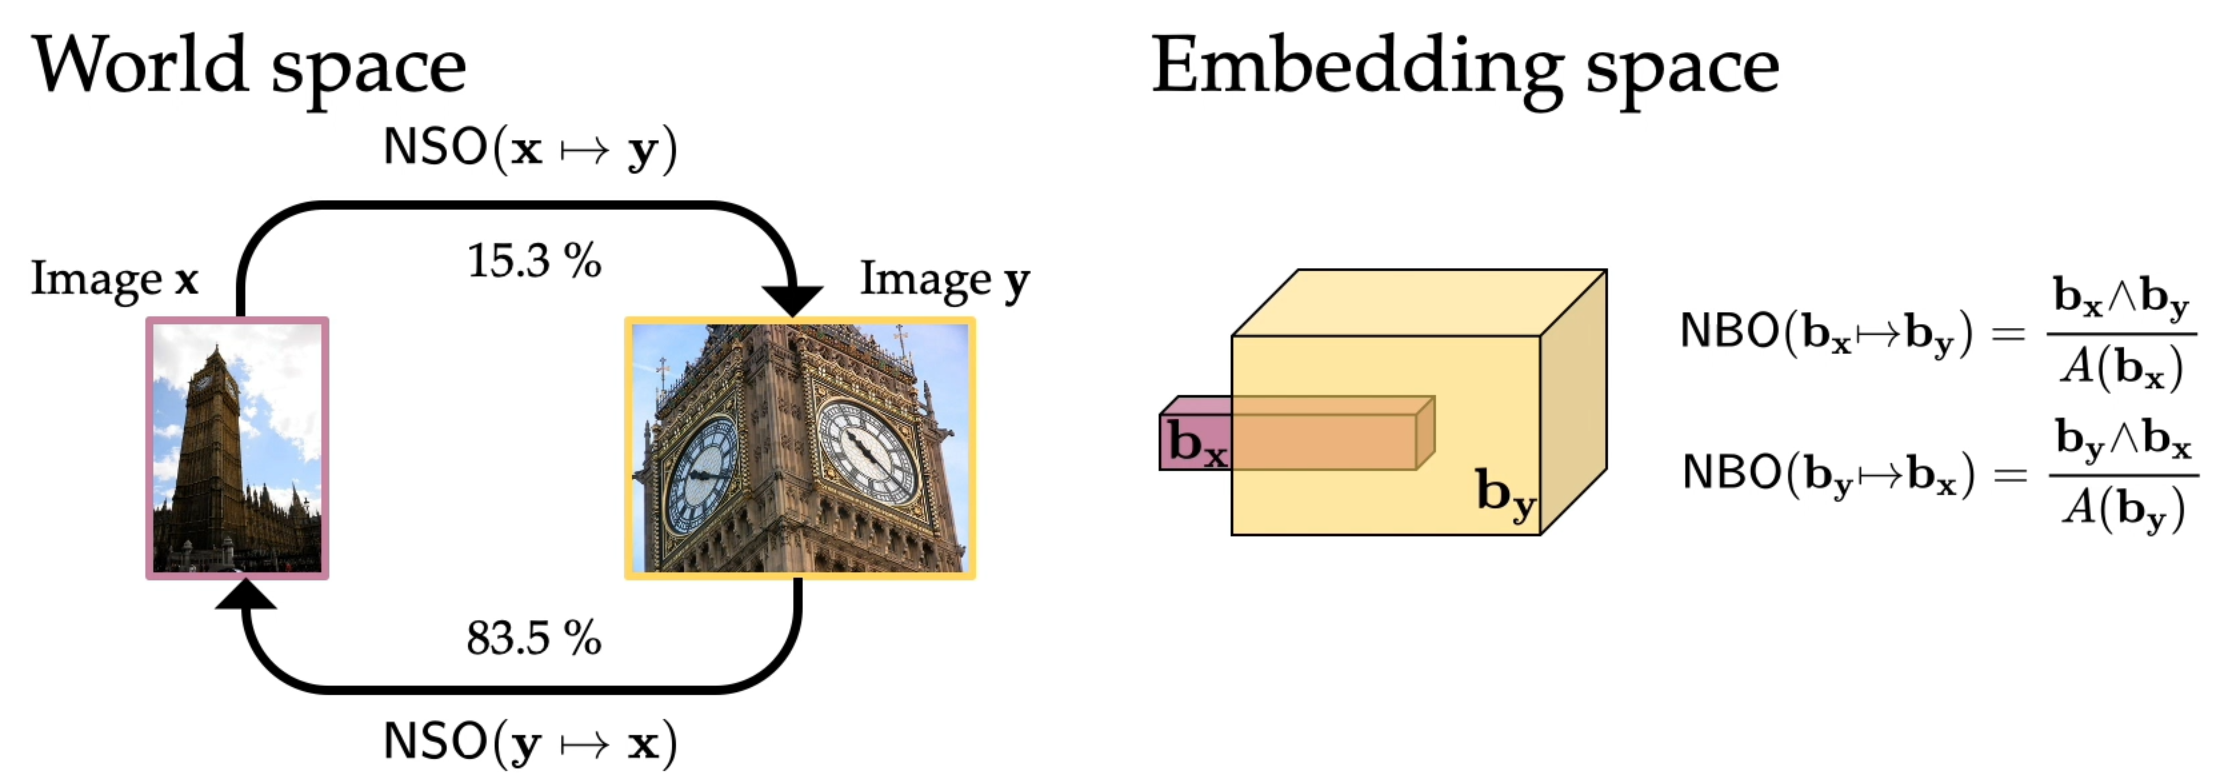 World space
NSO(x ↦ y)
15.3 %
Image x
Image y
83.5 %
NSO(y ↦ x)
Embedding space
bx
by
NBO(bx↦by) = bx∧by / A(bx)
NBO(by↦bx) = by∧bx / A(by)